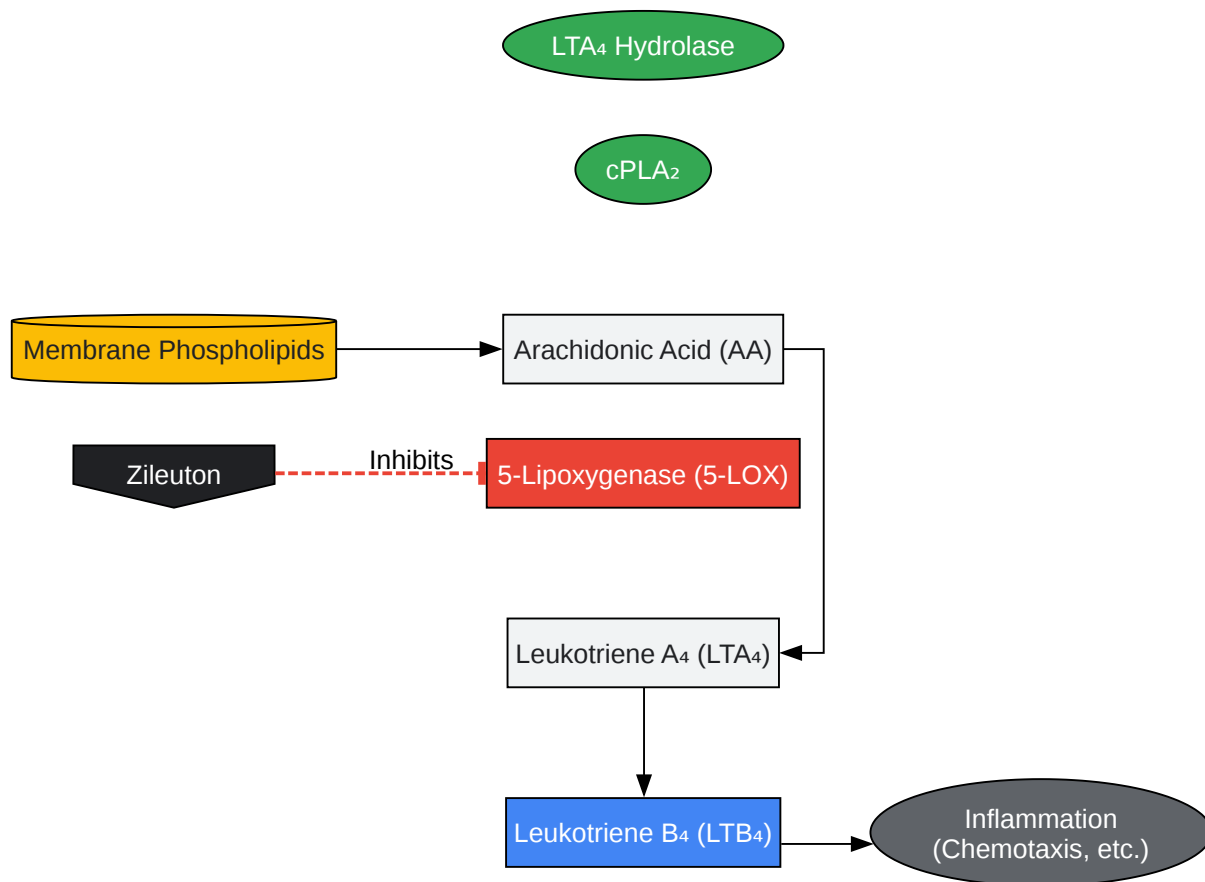 LTA₄ Hydrolase
cPLA₂
Membrane Phospholipids
Arachidonic Acid (AA)
Zileuton
Inhibits
5-Lipoxygenase (5-LOX)
Leukotriene A₄ (LTA₄)
Leukotriene B₄ (LTB₄)
Inflammation
(Chemotaxis, etc.)